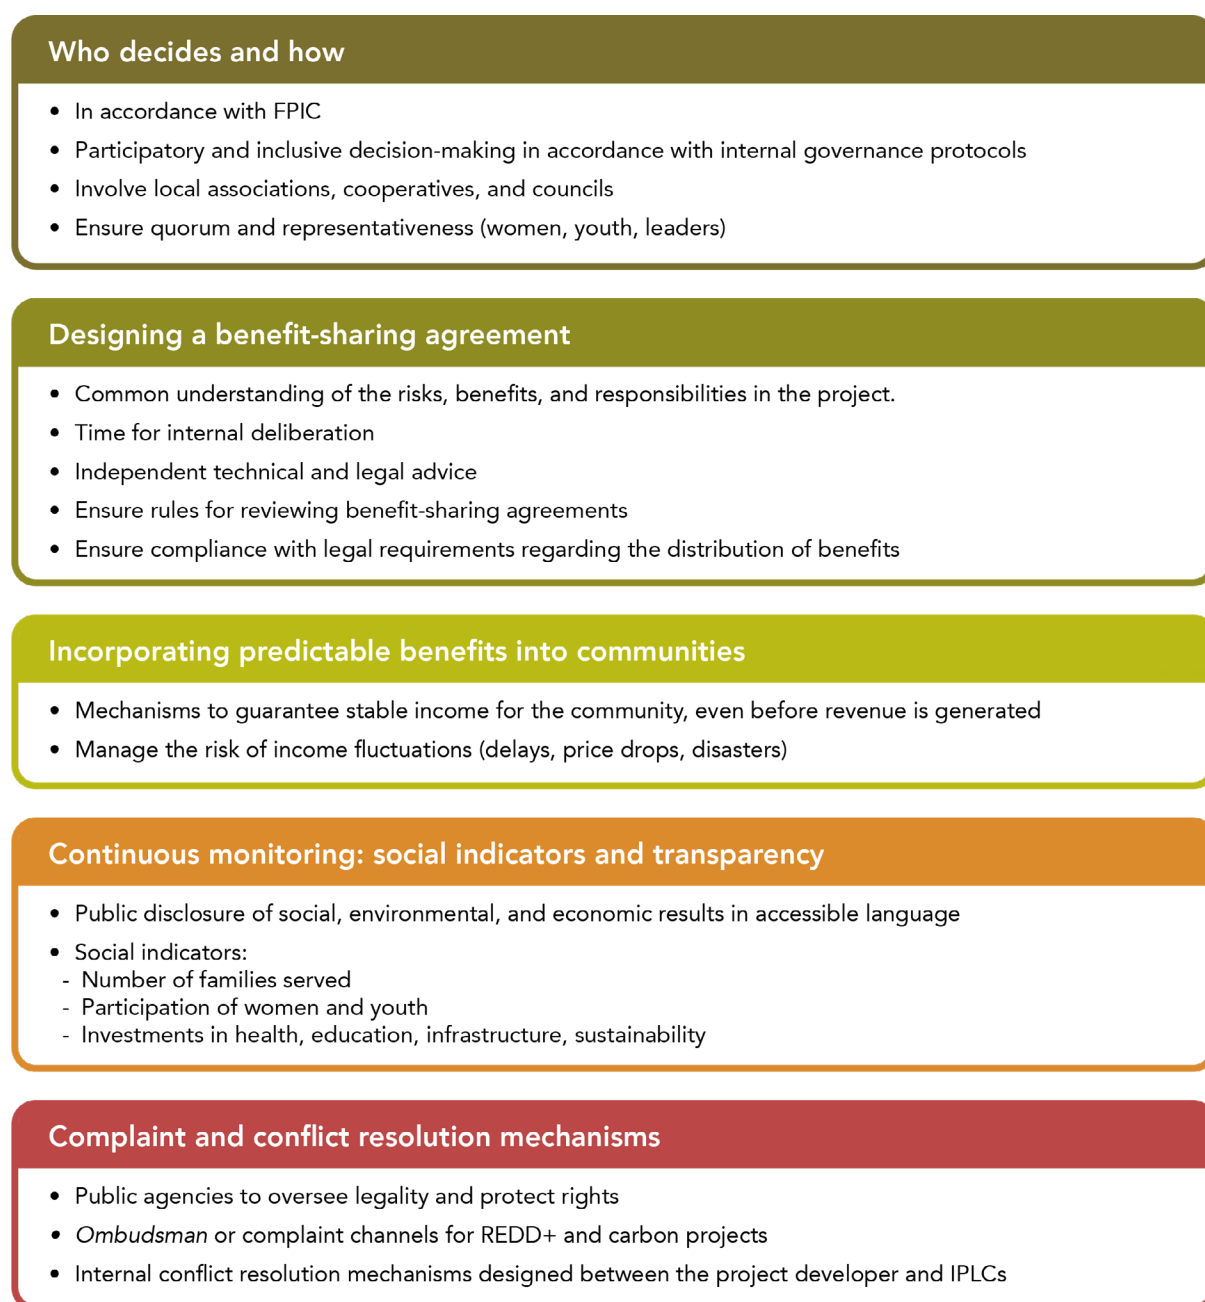 Who decides and how
• In accordance with FPIC
• Participatory and inclusive decision-making in accordance with internal governance protocols
• Involve local associations, cooperatives, and councils
• Ensure quorum and representativeness (women, youth, leaders)
Designing a benefit-sharing agreement
• Common understanding of the risks, benefits, and responsibilities in the project.
• Time for internal deliberation
• Independent technical and legal advice
• Ensure rules for reviewing benefit-sharing agreements
• Ensure compliance with legal requirements regarding the distribution of benefits
Incorporating predictable benefits into communities
• Mechanisms to guarantee stable income for the community, even before revenue is generated
• Manage the risk of income fluctuations (delays, price drops, disasters)
Continuous monitoring: social indicators and transparency
• Public disclosure of social, environmental, and economic results in accessible language
• Social indicators:
- Number of families served
- Participation of women and youth
- Investments in health, education, infrastructure, sustainability
Complaint and conflict resolution mechanisms
• Public agencies to oversee legality and protect rights
• Ombudsman or complaint channels for REDD+ and carbon projects
• Internal conflict resolution mechanisms designed between the project developer and IPLCs